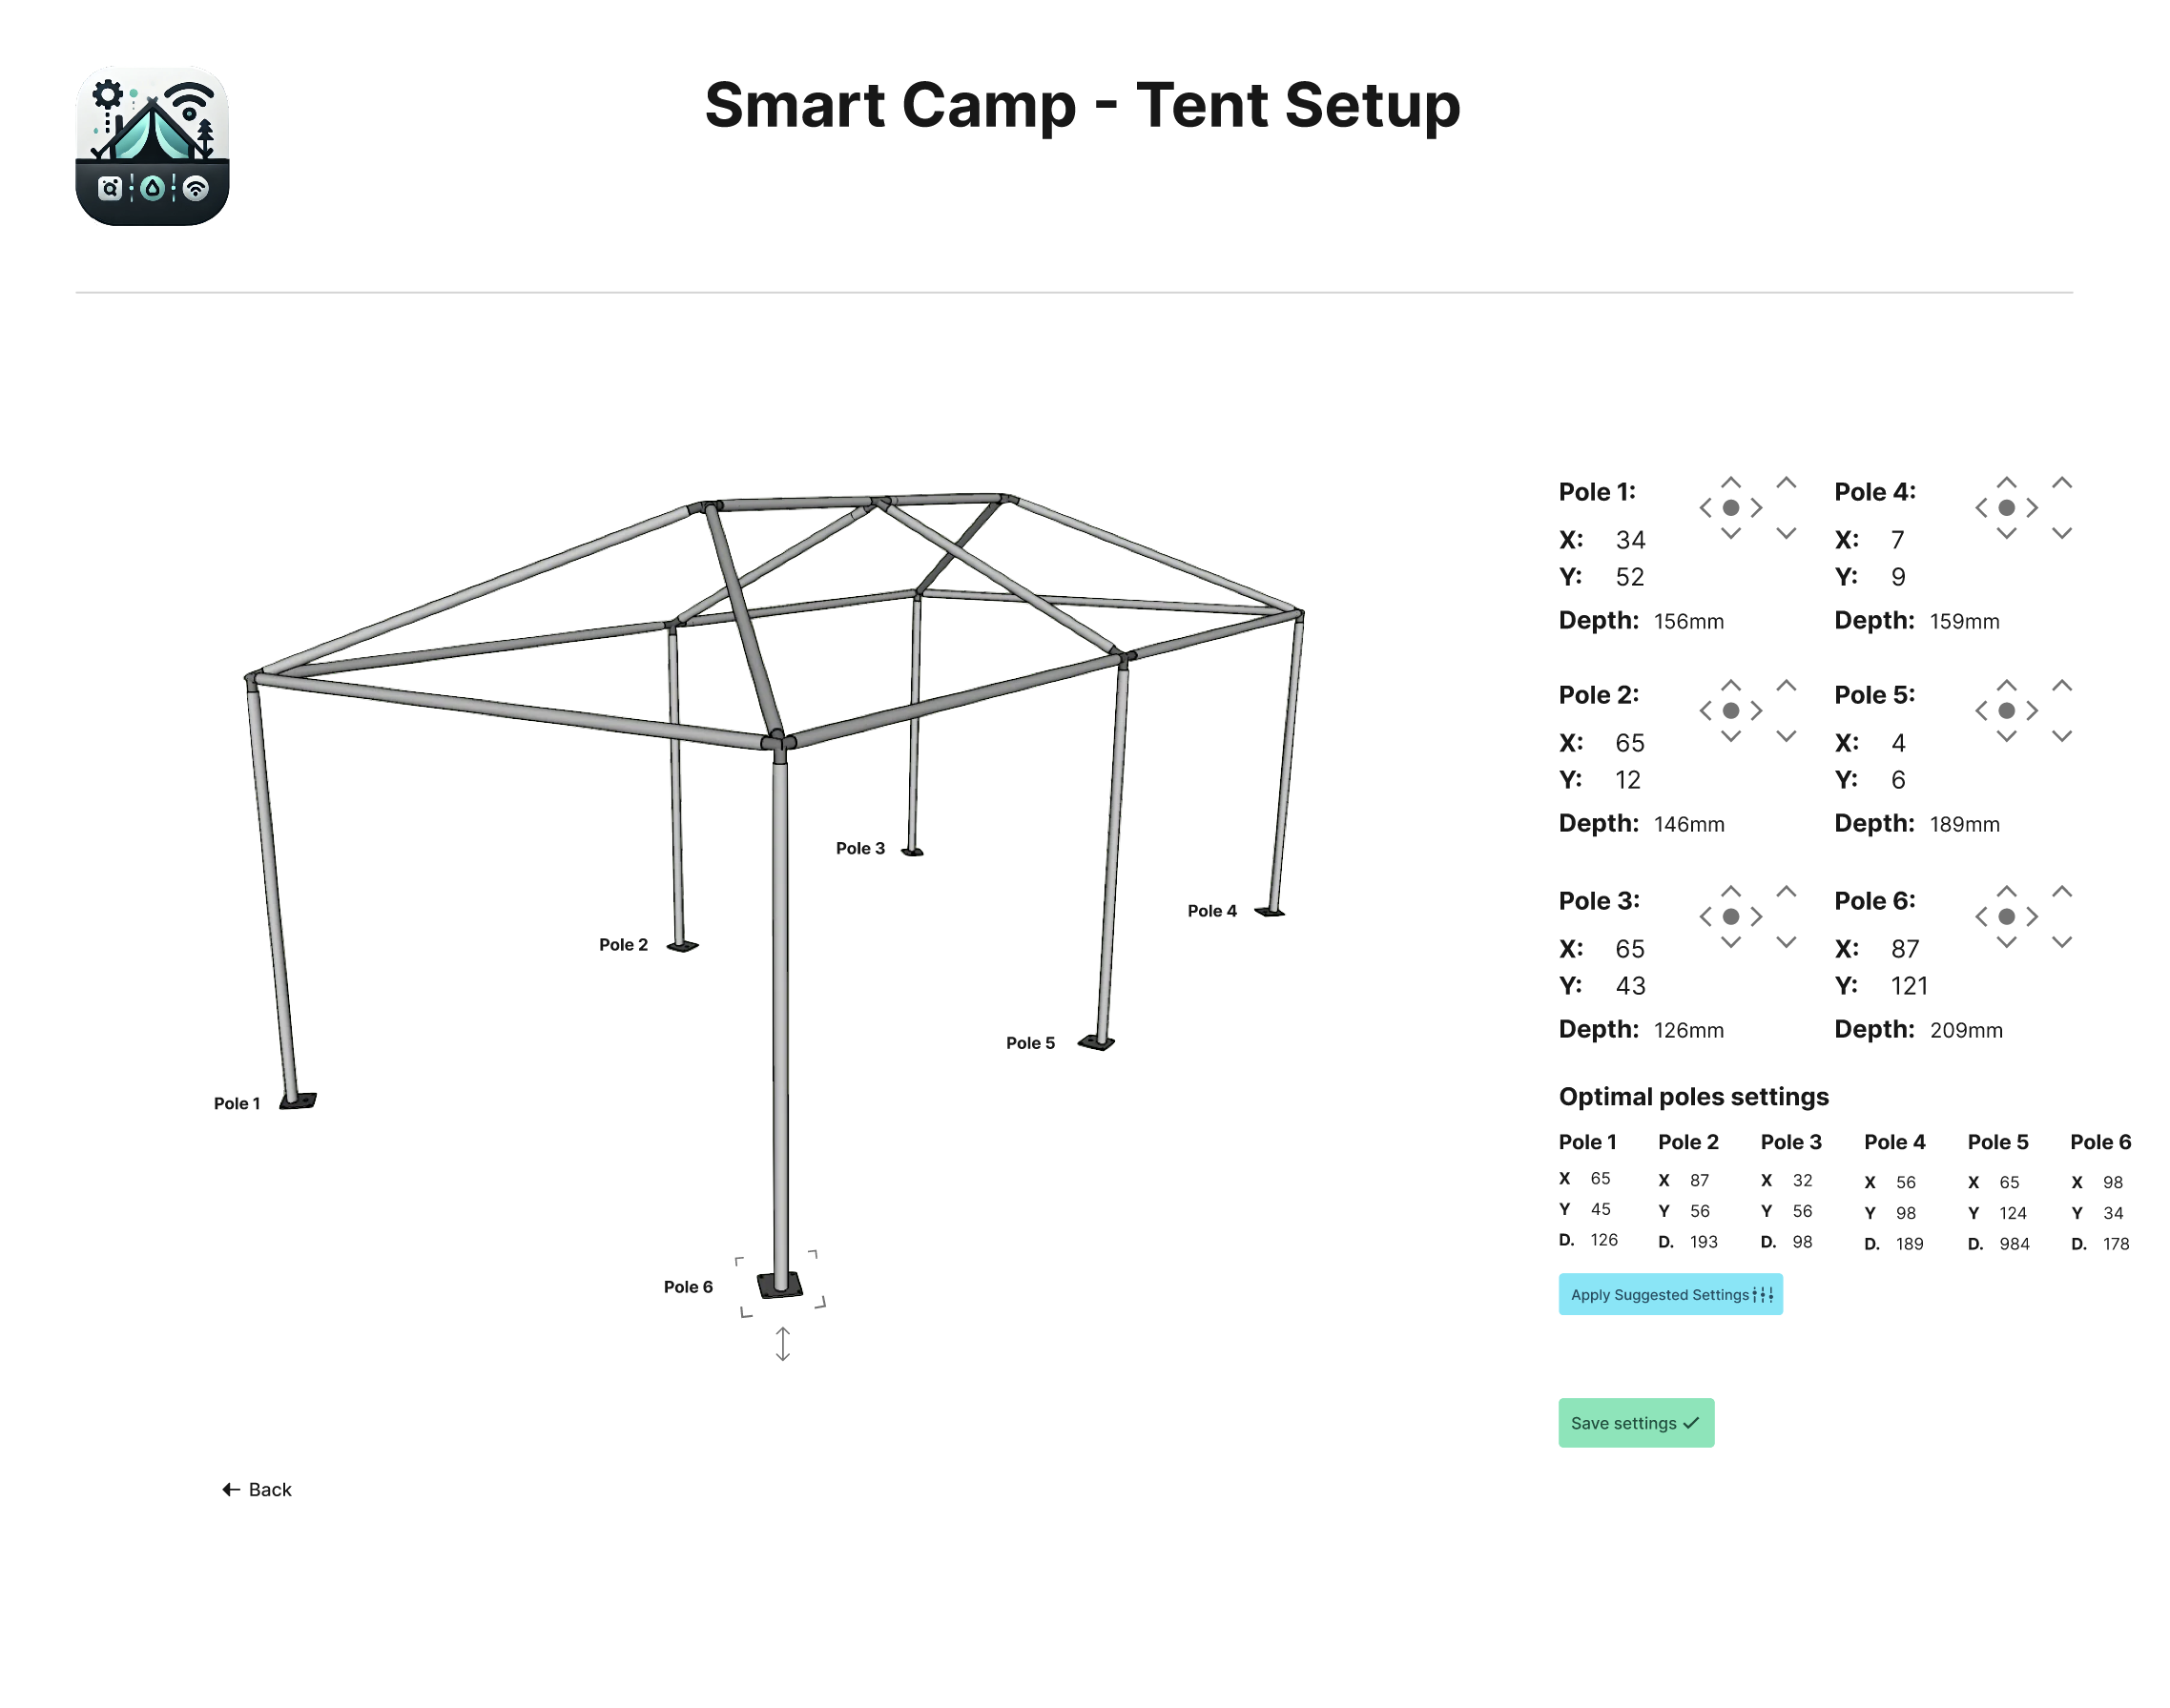 Smart Camp - Tent Setup
Pole 1:
X: 34
Y: 52
Depth: 156mm
Pole 4:
X: 7
Y: 9
Depth: 159mm
Pole 2:
X: 65
Y: 12
Depth: 146mm
Pole 5:
X: 4
Y: 6
Depth: 189mm
Pole 3:
X: 65
Y: 43
Depth: 126mm
Pole 6:
X: 87
Y: 121
Depth: 209mm
Pole 3
Pole 4
Pole 2
Pole 5
Pole 1
Pole 6
Optimal poles settings
Pole 1 Pole 2 Pole 3 Pole 4 Pole 5 Pole 6
X 65 X 87 X 32 X 56 X 65 X 98
Y 45 Y 56 Y 56 Y 98 Y 124 Y 34
D. 126 D. 193 D. 98 D. 189 D. 984 D. 178
Apply Suggested Settings
Save settings
Back